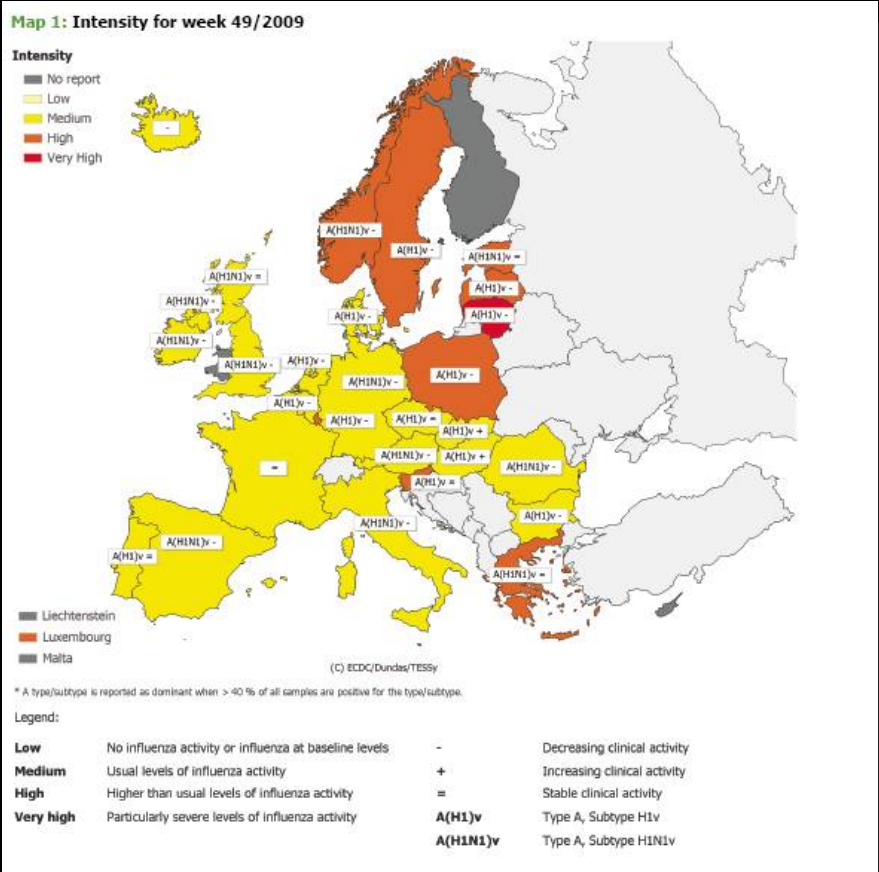 Map 1: Intensity for week 49/2009
Intensity
No report
Low
Medium
High
Very High
-
A(H1N1)v -
A(H1)v -
A(H1N1)v =
A(H1)v -
A(H1)v -
A(H1N1)v =
A(H1N1)v -
A(H1N1)v -
A(H1N1)v -
A(H1)v -
A(H1)v -
A(H1N1)v -
A(H1)v -
A(H1)v -
A(H1)v -
A(H1)v =
A(H1)v +
A(H1N1)v -
A(H1)v +
A(H1N1)v -
=
A(H1)v =
A(H1)v -
A(H1N1)v -
A(H1N1)v -
A(H1)v =
A(H1N1)v =
Liechtenstein
Luxembourg
Malta
(C) ECDC/Dundas/TESSy
* A type/subtype is reported as dominant when > 40 % of all samples are positive for the type/subtype.
Legend:
Low No influenza activity or influenza at baseline levels - Decreasing clinical activity
Medium Usual levels of influenza activity + Increasing clinical activity
High Higher than usual levels of influenza activity = Stable clinical activity
Very high Particularly severe levels of influenza activity A(H1)v Type A, Subtype H1v
A(H1N1)v Type A, Subtype H1N1v